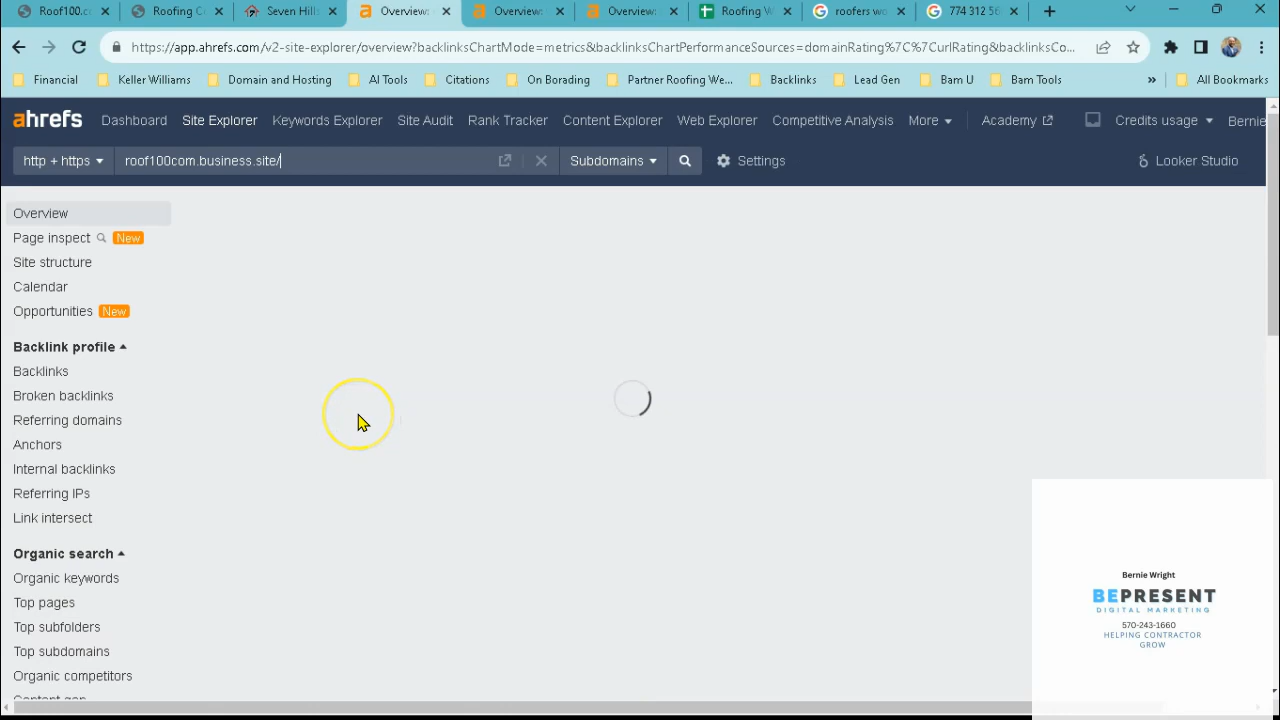 Roof100.c
Roofing C
Seven Hill
Overview:
Overview:
Overview:
Roofing W
roofers wo
774 312 56
https://app.ahrefs.com/v2-site-explorer/overview?backlinksChartMode=metrics&backlinksChartPerformanceSources=domainRating%7C%7CurlRating&backlinksCo...
Financial
Keller Williams
Domain and Hosting
AI Tools
Citations
On Borading
Partner Roofing We...
Backlinks
Lead Gen
Bam U
Bam Tools
All Bookmarks
ahrefs
Dashboard
Site Explorer
Keywords Explorer
Site Audit
Rank Tracker
Content Explorer
Web Explorer
Competitive Analysis
More
Academy
Credits usage
Bernie
http + https
roof100com.business.site/
Subdomains
Settings
Looker Studio
Overview
Page inspect New
Site structure
Calendar
Opportunities New
Backlink profile
Backlinks
Broken backlinks
Referring domains
Anchors
Internal backlinks
Referring IPs
Link intersect
Organic search
Organic keywords
Top pages
Top subfolders
Top subdomains
Organic competitors
Content gap
Bernie Wright
BEPRESENT
DIGITAL MARKETING
570-243-1660
HELPING CONTRACTOR
GROW